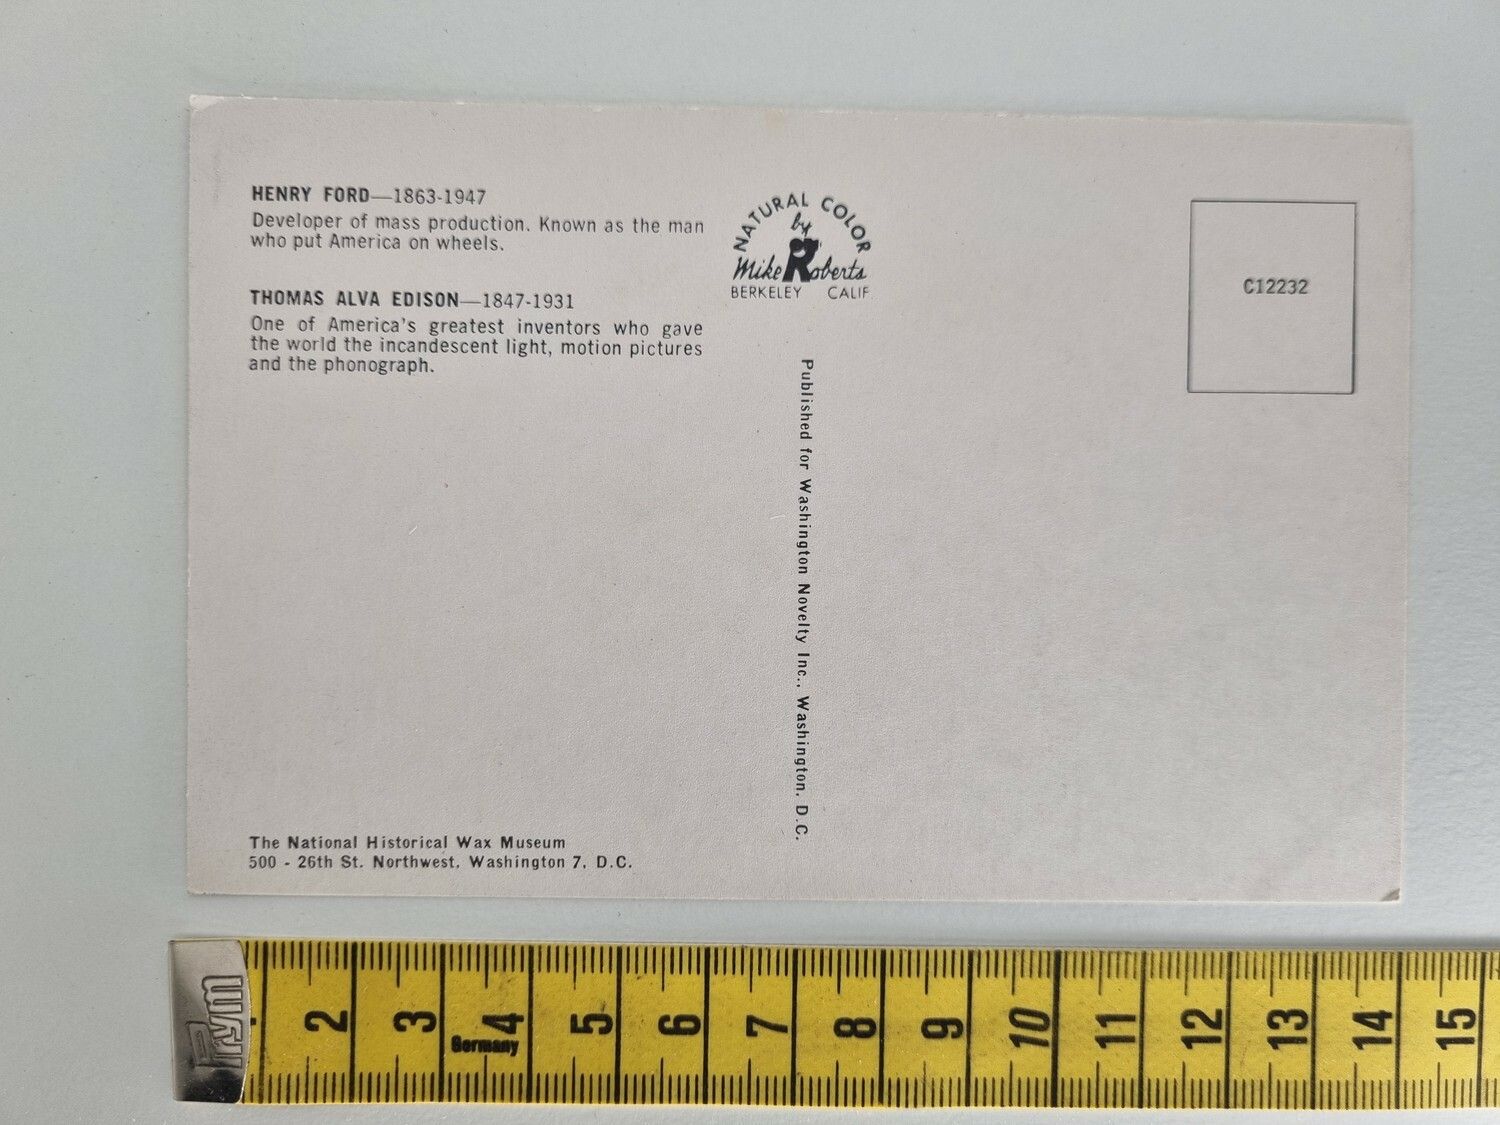 HENRY FORD—1863-1947
Developer of mass production. Known as the man
who put America on wheels.
THOMAS ALVA EDISON—1847-1931
One of America's greatest inventors who gave
the world the incandescent light, motion pictures
and the phonograph.
The National Historical Wax Museum
500 - 26th St. Northwest, Washington 7, D.C.
NATURAL COLOR
by
Mike Roberts
BERKELEY CALIF.
Published for Washington Novelty Inc., Washington, D.C.
C12232
Prym
2 3 4 5 6 7 8 9 10 11 12 13 14 15
Germany